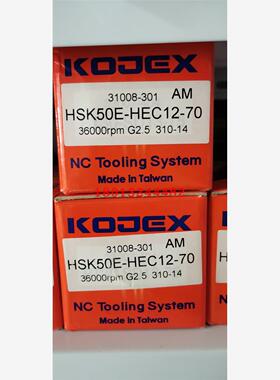 KOJEX
31008-301 AM
HSK50E-HEC12-70
36000rpm G2.5 310-14
NC Tooling System
Made in Taiwan
KOJEX
31008-301 AM
HSK50E-HEC12-70
36000rpm G2.5 310-14
NC Tooling System
Made in Taiwan